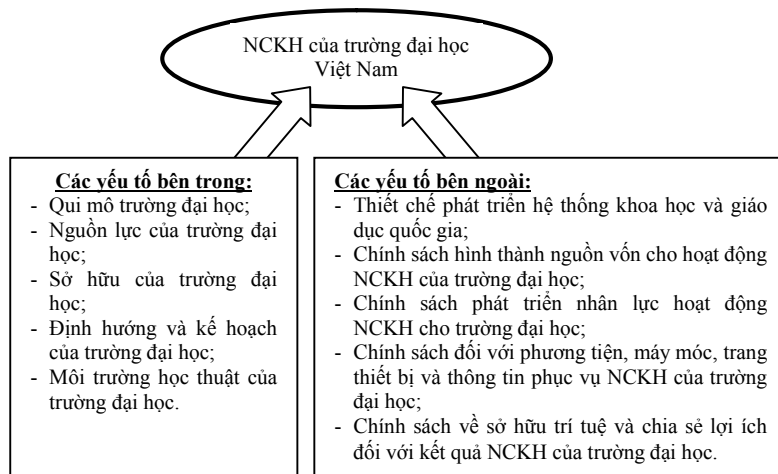 NCKH của trường đại học
Việt Nam
Các yếu tố bên trong:
- Qui mô trường đại học;
- Nguồn lực của trường đại
học;
- Sở hữu của trường đại
học;
- Định hướng và kế hoạch
của trường đại học;
- Môi trường học thuật của
trường đại học.
Các yếu tố bên ngoài:
- Thiết chế phát triển hệ thống khoa học và giáo
dục quốc gia;
- Chính sách hình thành nguồn vốn cho hoạt động
NCKH của trường đại học;
- Chính sách phát triển nhân lực hoạt động
NCKH cho trường đại học;
- Chính sách đối với phương tiện, máy móc, trang
thiết bị và thông tin phục vụ NCKH của trường
đại học;
- Chính sách về sở hữu trí tuệ và chia sẻ lợi ích
đối với kết quả NCKH của trường đại học.